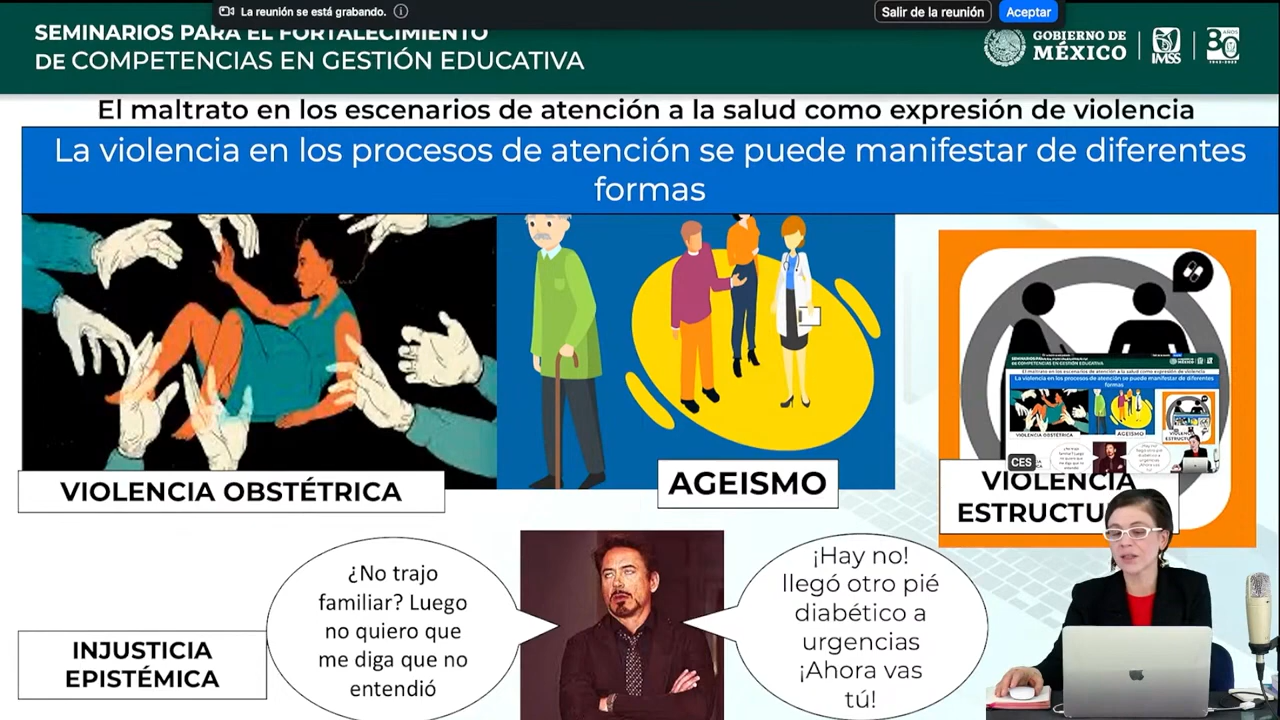 La reunión se está grabando.
Salir de la reunión
Aceptar
SEMINARIOS PARA EL FORTALECIMIENTO
DE COMPETENCIAS EN GESTIÓN EDUCATIVA
GOBIERNO DE
MÉXICO
IMSS
El maltrato en los escenarios de atención a la salud como expresión de violencia
La violencia en los procesos de atención se puede manifestar de diferentes
formas
VIOLENCIA OBSTÉTRICA
AGEISMO
CES
VIOLENCIA
ESTRUCTU
INJUSTICIA
EPISTÉMICA
¿No trajo
familiar? Luego
no quiero que
me diga que no
entendió
¡Hay no!
llegó otro pié
diabético a
urgencias
¡Ahora vas
tú!